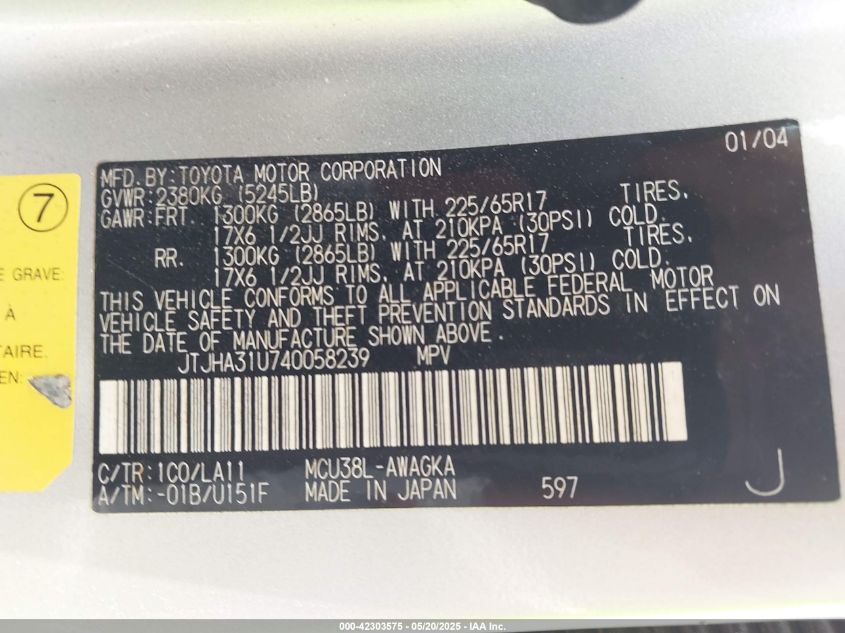 01/04
MFD. BY: TOYOTA MOTOR CORPORATION
GVWR: 2380KG (5245LB)
GAWR: FRT. 1300KG (2865LB) WITH 225/65R17 TIRES,
17X6 1/2JJ RIMS, AT 210KPA (30PSI) COLD.
RR. 1300KG (2865LB) WITH 225/65R17 TIRES,
17X6 1/2JJ RIMS, AT 210KPA (30PSI) COLD.
THIS VEHICLE CONFORMS TO ALL APPLICABLE FEDERAL MOTOR
VEHICLE SAFETY AND THEFT PREVENTION STANDARDS IN EFFECT ON
THE DATE OF MANUFACTURE SHOWN ABOVE.
JTJHA31U740058239 MPV
C/TR: 1C0/LA11 MCU38L-AWAGKA
A/TM: -01B/U151F MADE IN JAPAN 597 J
7
E GRAVE
À
TAIRE.
EN:
000-42303575 - 05/20/2025 - IAA Inc.